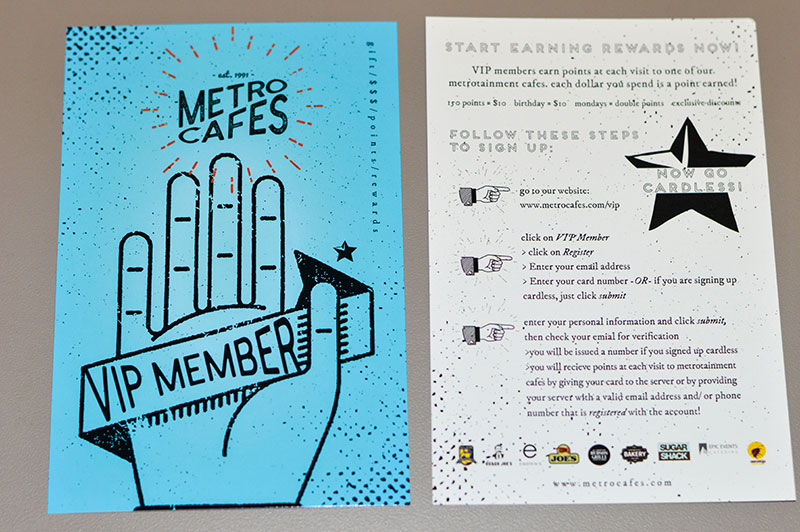 - est. 1991 -
METRO
CAFES
gift/$$$/points/rewards
VIP MEMBER
START EARNING REWARDS NOW!
VIP members earn points at each visit to one of our
metrotainment cafes. each dollar you spend is a point earned!
150 points = $10 birthday = $10 mondays = double points exclusive discounts
FOLLOW THESE STEPS
TO SIGN UP:
NOW GO
CARDLESS!
go to our website:
www.metrocafes.com/vip
click on VIP Member
> click on Register
> Enter your email address
> Enter your card number -OR- if you are signing up
cardless, just click submit
enter your personal information and click submit,
then check your emial for verification
>you will be issued a number if you signed up cardless
>you will recieve points at each visit to metrotainment
cafes by giving your card to the server or by providing
your server with a valid email address and/ or phone
number that is registered with the account!
JOE'S
BAKERY
SUGAR
SHACK
EPIC EVENTS
www.metrocafes.com